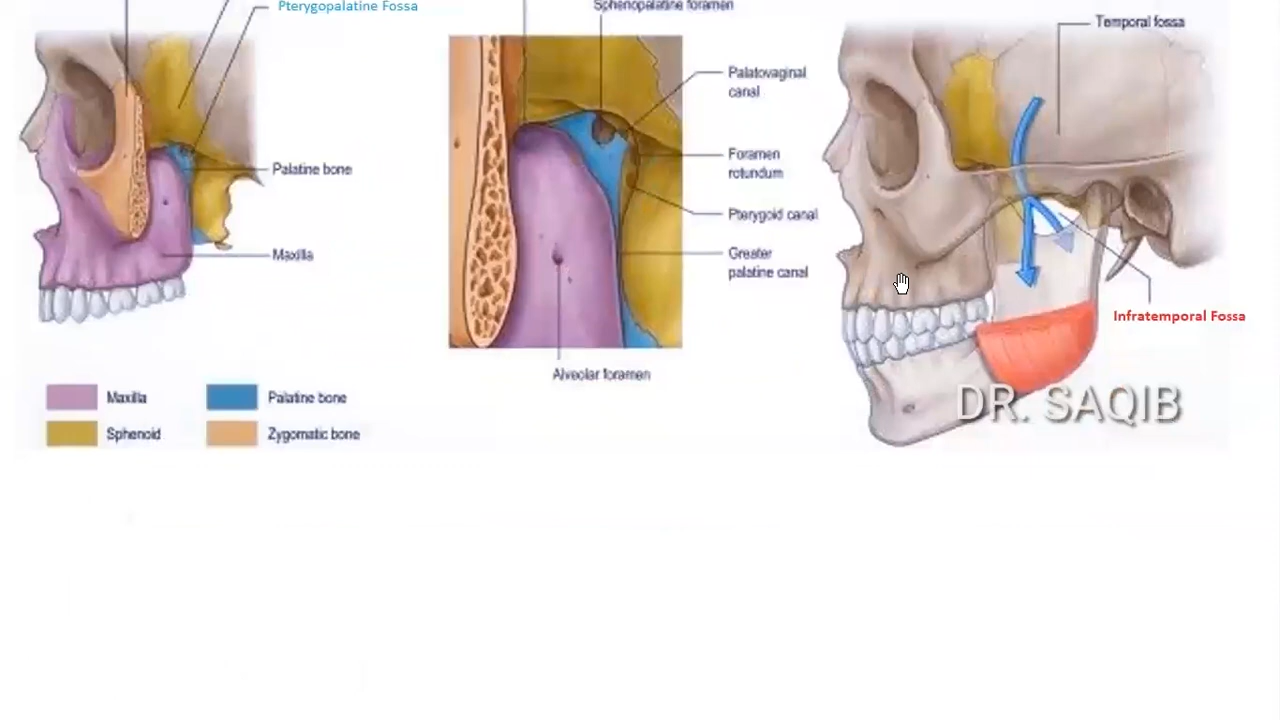 Pterygopalatine Fossa
Palatine bone
Maxilla
Maxilla
Palatine bone
Sphenoid
Zygomatic bone
Sphenopalatine foramen
Palatovaginal
canal
Foramen
rotundum
Pterygoid canal
Greater
palatine canal
Alveolar foramen
Temporal fossa
Infratemporal Fossa
DR. SAQIB